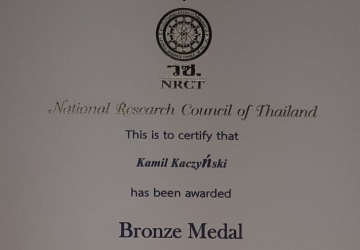 วช.
NRCT
National Research Council of Thailand
This is to certify that
Kamil Kaczyński
has been awarded
Bronze Medal